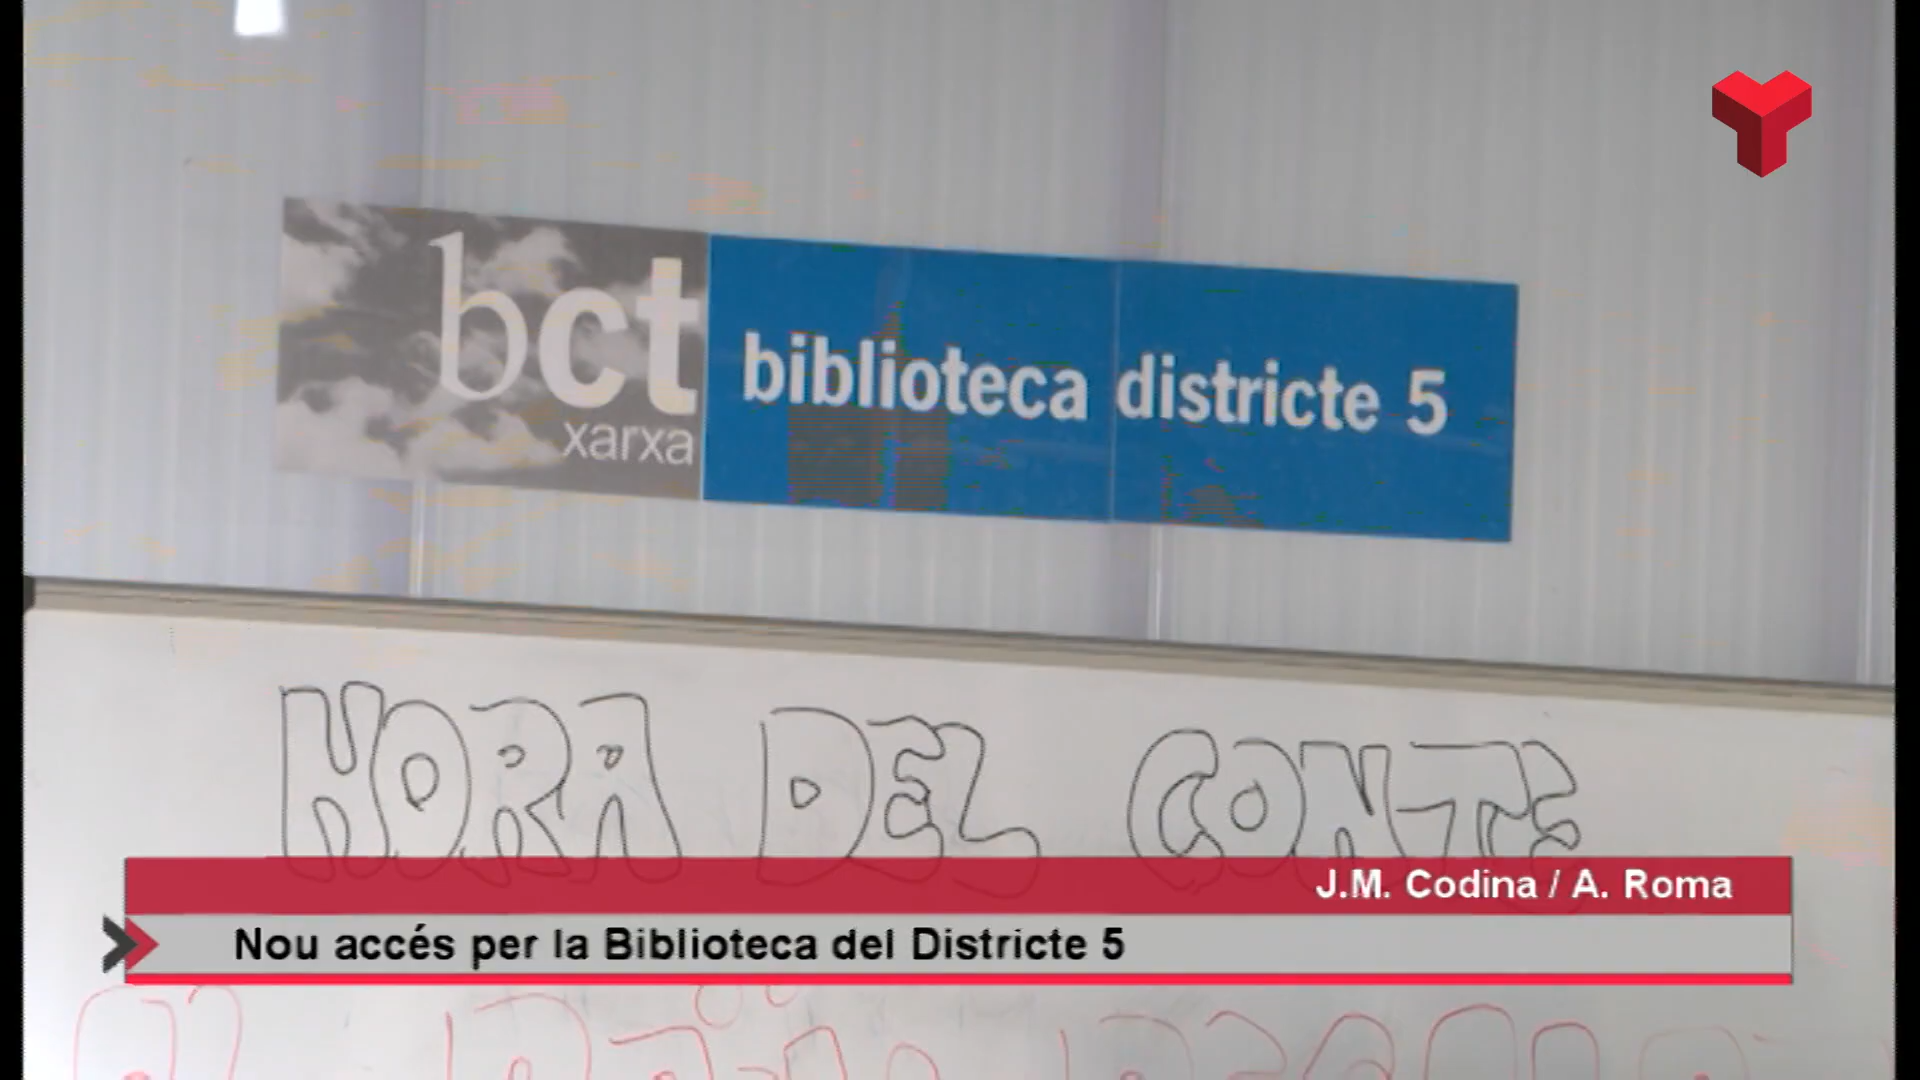 bct
xarxa
biblioteca districte 5
HORA DEL CONTE
J.M. Codina / A. Roma
Nou accés per la Biblioteca del Districte 5